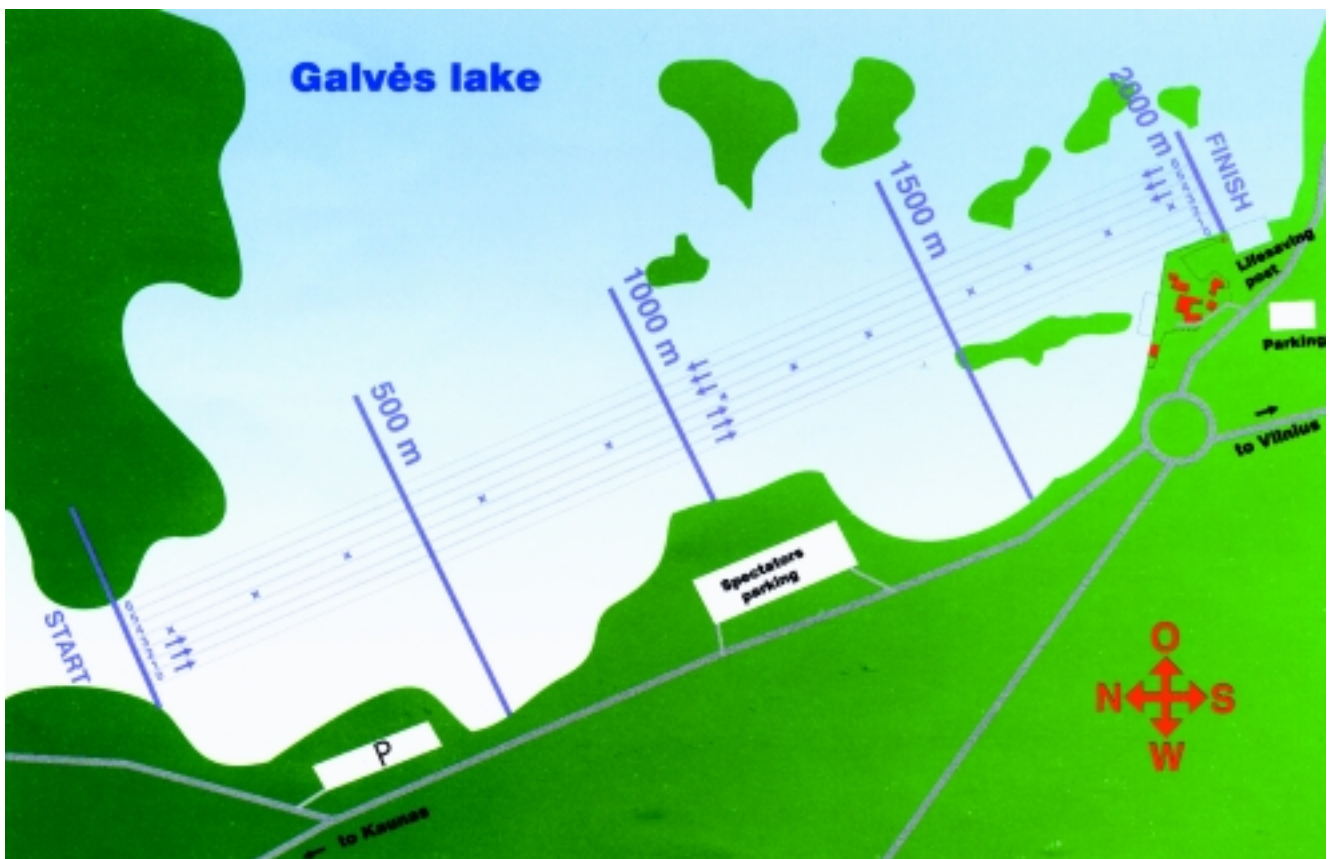 Galvės lake
2000 m
FINISH
1500 m
Lifesaving
post
1000 m
Parking
500 m
to Vilnius
Spectators
parking
START
O
N S
W
P
to Kaunas